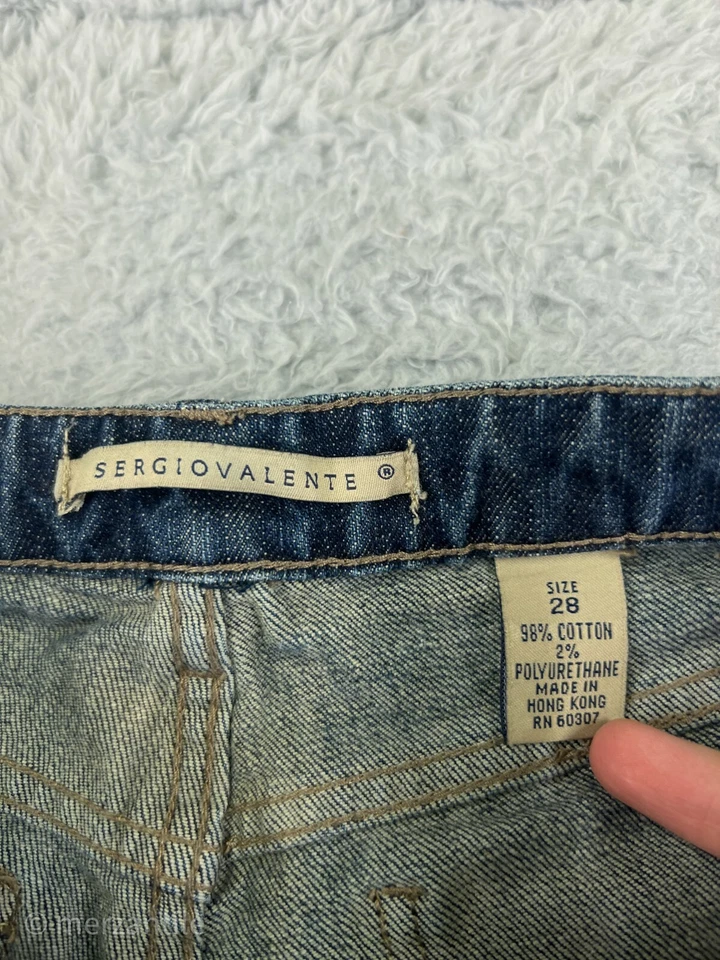 SERGIOVALENTE ®
SIZE
28
98% COTTON
2%
POLYURETHANE
MADE IN
HONG KONG
RN 60307